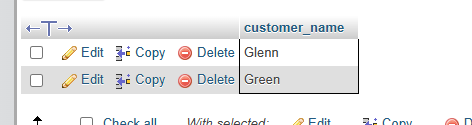 customer_name
Edit Copy Delete Glenn
Edit Copy Delete Green
Check all With selected: Edit Copy